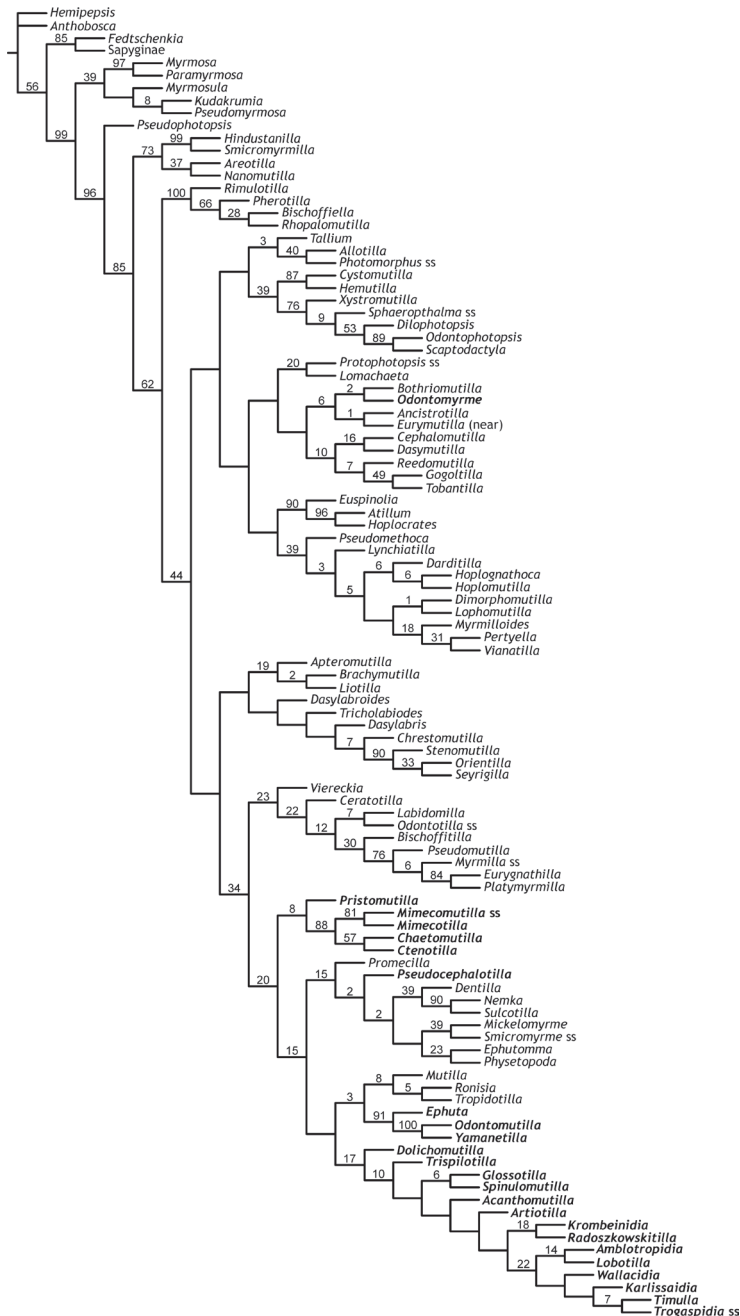 Hemipepsis
Anthobosca
85 Fedtschenkia
Sapyginae
97 Myrmosa
39 Paramyrmosa
Myrmosula
56 8 Kudakrumia
Pseudomyrmosa
Pseudophotopsis
99 99 Hindustanilla
73 Smicromyrmilla
37 Areotilla
Nanomutilla
96 100 Rimulotilla
66 Pherotilla
28 Bischoffiella
Rhopalomutilla
3 Tallium
40 Allotilla
Photomorphus ss
85 87 Cystomutilla
39 Hemutilla
76 Xystromutilla
9 Sphaeropthalma ss
53 Dilophotopsis
89 Odontophotopsis
Scaptodactyla
20 Protophotopsis ss
Lomachaeta
62 2 Bothriomutilla
6 Odontomyrme
1 Ancistrotilla
Eurymutilla (near)
16 Cephalomutilla
10 Dasymutilla
7 Reedomutilla
49 Gogoltilla
Tobantilla
90 Euspinolia
96 Atillum
Hoplocrates
39 Pseudomethoca
3 Lynchiatilla
6 Darditilla
44 6 Hoplognathoca
5 Hoplomutilla
1 Dimorphomutilla
Lophomutilla
18 Myrmilloides
31 Pertyella
Vianatilla
19 Apteromutilla
2 Brachymutilla
Liotilla
Dasylabroides
Tricholabiodes
Dasylabris
7 Chrestomutilla
90 Stenomutilla
33 Orientilla
Seyrigilla
23 Viereckia
22 Ceratotilla
7 Labidomilla
12 Odontotilla ss
30 Bischoffitilla
76 Pseudomutilla
6 Myrmilla ss
84 Eurygnathilla
34 Platymyrmilla
8 Pristomutilla
81 Mimecomutilla ss
88 Mimecotilla
57 Chaetomutilla
Ctenotilla
20 15 Promecilla
2 Pseudocephalotilla
39 Dentilla
90 Nemka
2 Sulcotilla
39 Mickelomyrme
Smicromyrme ss
15 23 Ephutomma
Physetopoda
8 Mutilla
5 Ronisia
3 Tropidotilla
91 Ephuta
100 Odontomutilla
Yamanetilla
17 Dolichomutilla
10 Trispilotilla
6 Glossotilla
Spinulomutilla
Acanthomutilla
Artiotilla
18 Krombeinidia
Radoszkowskitilla
14 Amblotropidia
22 Lobotilla
Wallacidia
Karlissaidia
7 Timulla
Trogaspidia ss